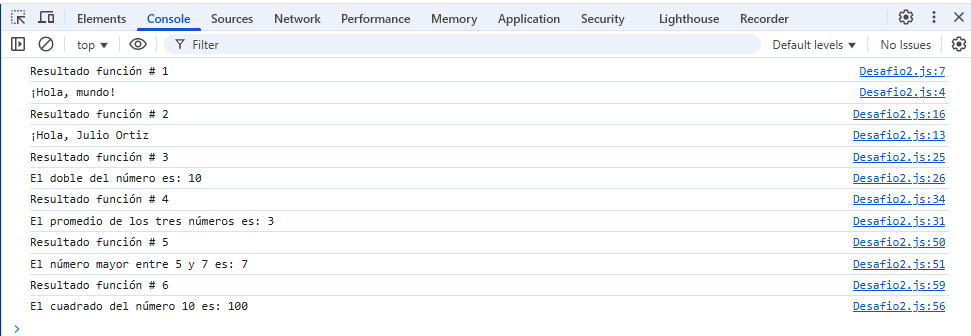 Elements Console Sources Network Performance Memory Application Security Lighthouse Recorder
top Filter Default levels No Issues
Resultado función # 1 Desafio2.js:7
¡Hola, mundo! Desafio2.js:4
Resultado función # 2 Desafio2.js:16
¡Hola, Julio Ortiz Desafio2.js:13
Resultado función # 3 Desafio2.js:25
El doble del número es: 10 Desafio2.js:26
Resultado función # 4 Desafio2.js:34
El promedio de los tres números es: 3 Desafio2.js:31
Resultado función # 5 Desafio2.js:50
El número mayor entre 5 y 7 es: 7 Desafio2.js:51
Resultado función # 6 Desafio2.js:59
El cuadrado del número 10 es: 100 Desafio2.js:56